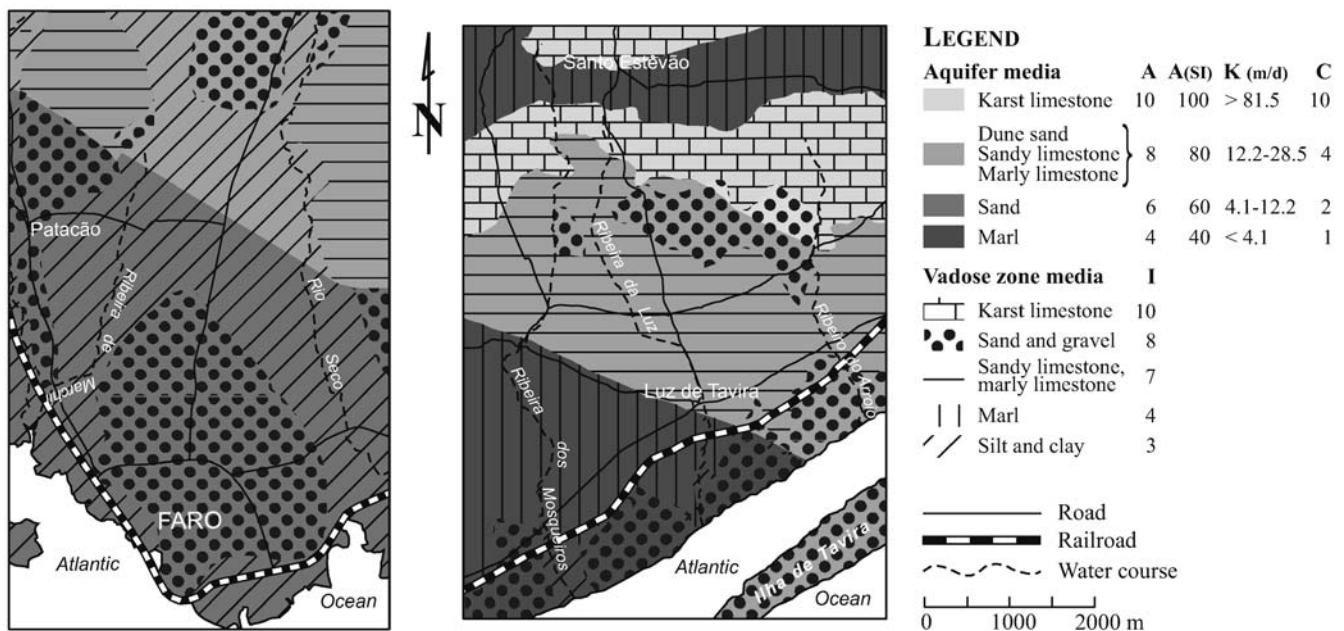 Patacão
Ribeira de
Marchil
Rio
Seco
FARO
Atlantic
Ocean
N
Santo Estêvão
Ribeira
da
Luz
Ribeiro do Arroio
Luz de Tavira
Ribeira
dos
Mosqueiros
Atlantic
Ilha de Tavira
Ocean
LEGEND
Aquifer media A A(SI) K (m/d) C
Karst limestone 10 100 > 81.5 10
Dune sand
Sandy limestone 8 80 12.2-28.5 4
Marly limestone
Sand 6 60 4.1-12.2 2
Marl 4 40 < 4.1 1
Vadose zone media I
Karst limestone 10
Sand and gravel 8
Sandy limestone,
marly limestone 7
Marl 4
Silt and clay 3
Road
Railroad
Water course
0 1000 2000 m